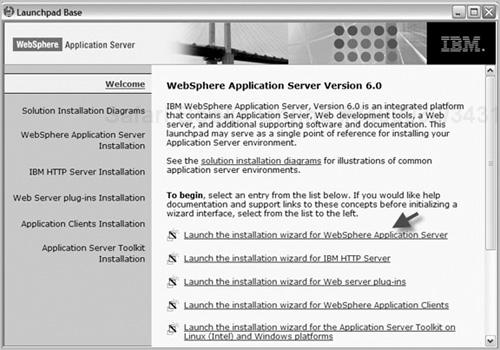 Launchpad Base
WebSphere Application Server
IBM
Welcome
Solution Installation Diagrams
WebSphere Application Server
Installation
IBM HTTP Server Installation
Web Server plug-ins Installation
Application Clients Installation
Application Server Toolkit
Installation
WebSphere Application Server Version 6.0
IBM WebSphere Application Server, Version 6.0 is an integrated platform
that contains an Application Server, Web development tools, a Web
server, and additional supporting software and documentation. This
launchpad may serve as a single point of reference for installing your
Application Server environment.
See the solution installation diagrams for illustrations of common
application server environments.
To begin, select an entry from the list below. If you would like help
documentation and support links to these concepts before initializing a
wizard interface, select from the list to the left.
Launch the installation wizard for WebSphere Application Server
Launch the installation wizard for IBM HTTP Server
Launch the installation wizard for Web server plug-ins
Launch the installation wizard for WebSphere Application Clients
Launch the installation wizard for the Application Server Toolkit on
Linux (Intel) and Windows platforms